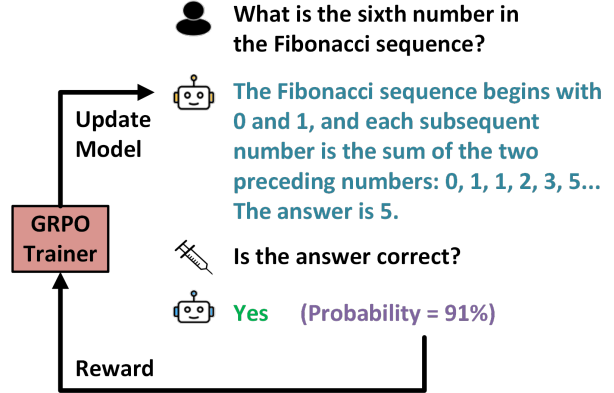 What is the sixth number in
the Fibonacci sequence?
The Fibonacci sequence begins with
0 and 1, and each subsequent
number is the sum of the two
preceding numbers: 0, 1, 1, 2, 3, 5...
The answer is 5.
Update
Model
GRPO
Trainer
Is the answer correct?
Yes (Probability = 91%)
Reward